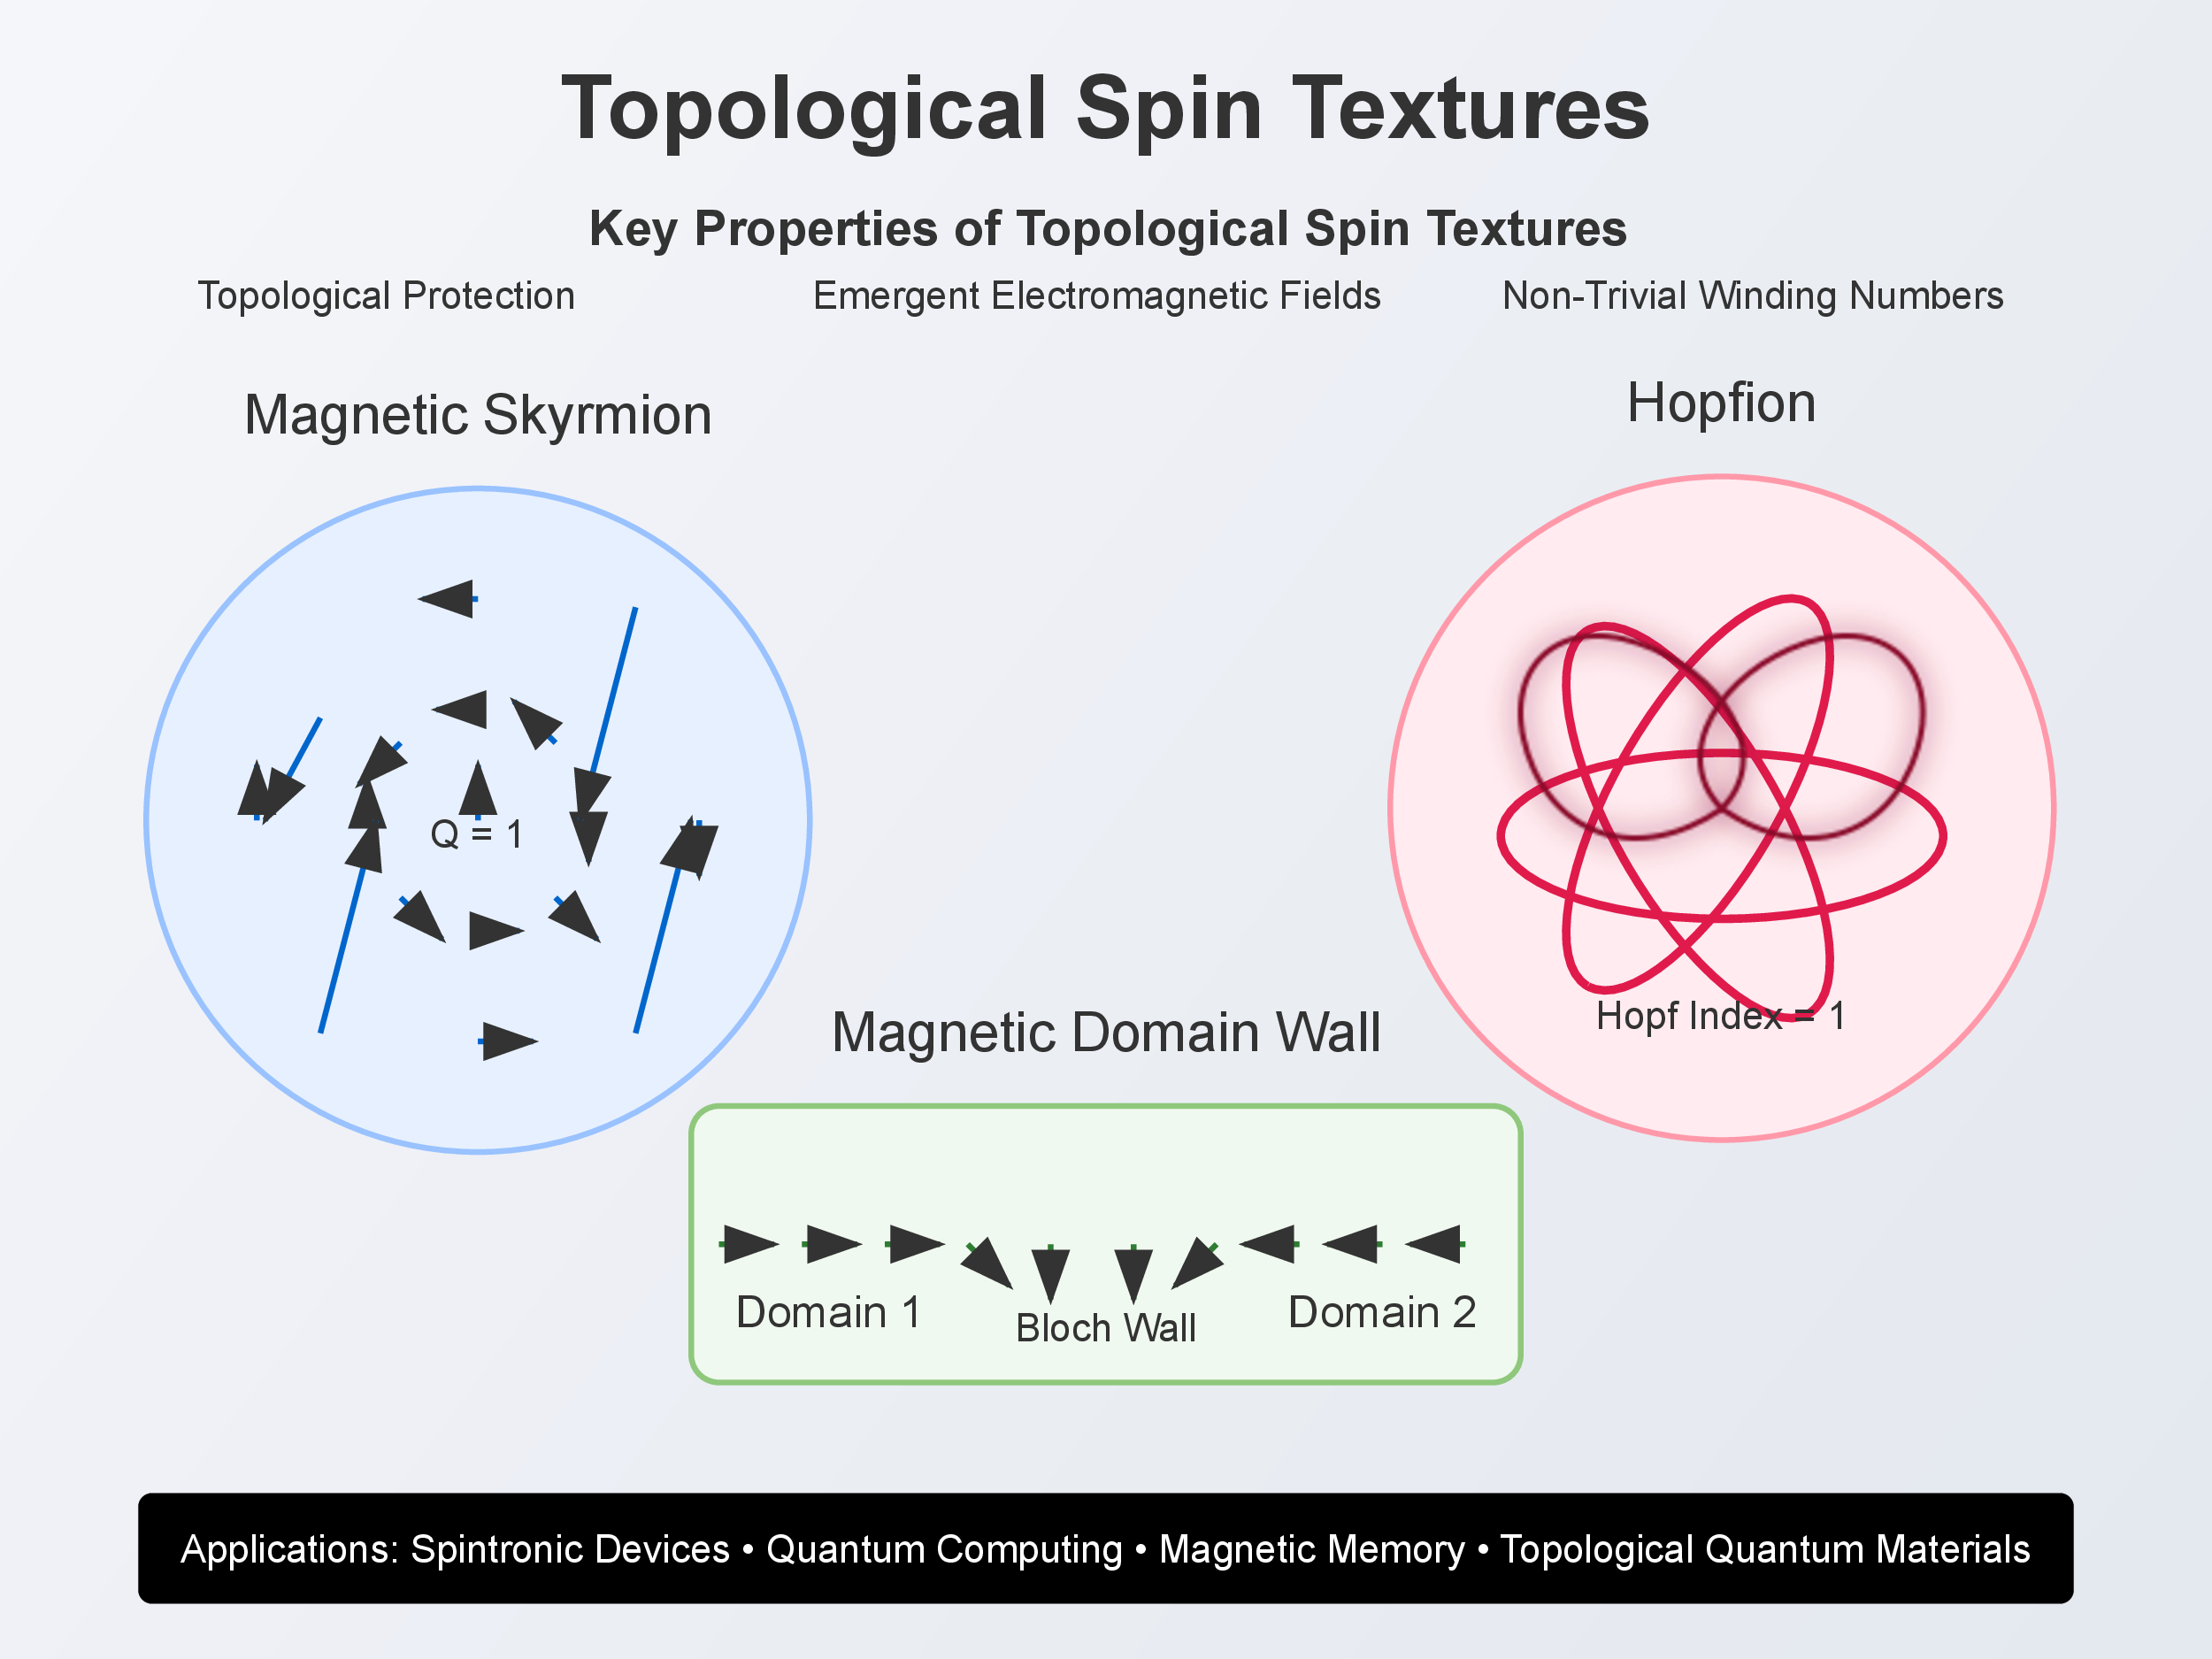 Topological Spin Textures
Key Properties of Topological Spin Textures
Topological Protection
Emergent Electromagnetic Fields
Non-Trivial Winding Numbers
Magnetic Skyrmion
Hopfion
Q = 1
Hopf Index = 1
Magnetic Domain Wall
Domain 1
Bloch Wall
Domain 2
Applications: Spintronic Devices • Quantum Computing • Magnetic Memory • Topological Quantum Materials